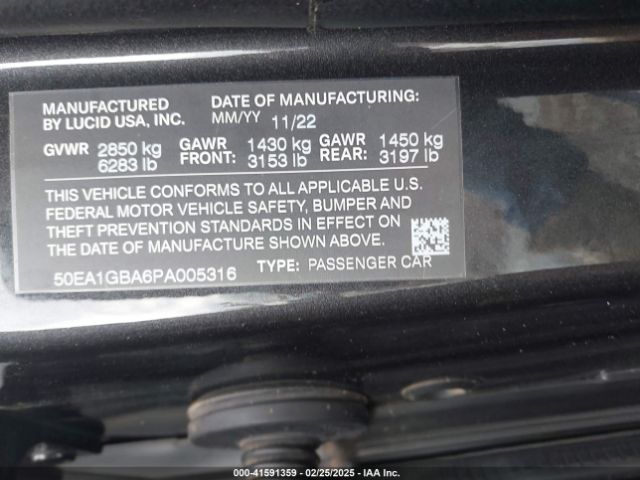 MANUFACTURED
BY LUCID USA, INC.
DATE OF MANUFACTURING:
MM/YY 11/22
GVWR 2850 kg
6283 lb
GAWR FRONT: 1430 kg
3153 lb
GAWR REAR: 1450 kg
3197 lb
THIS VEHICLE CONFORMS TO ALL APPLICABLE U.S.
FEDERAL MOTOR VEHICLE SAFETY, BUMPER AND
THEFT PREVENTION STANDARDS IN EFFECT ON
THE DATE OF MANUFACTURE SHOWN ABOVE.
50EA1GBA6PA005316 TYPE: PASSENGER CAR
000-41591359 — 02/25/2025 — IAAI.com